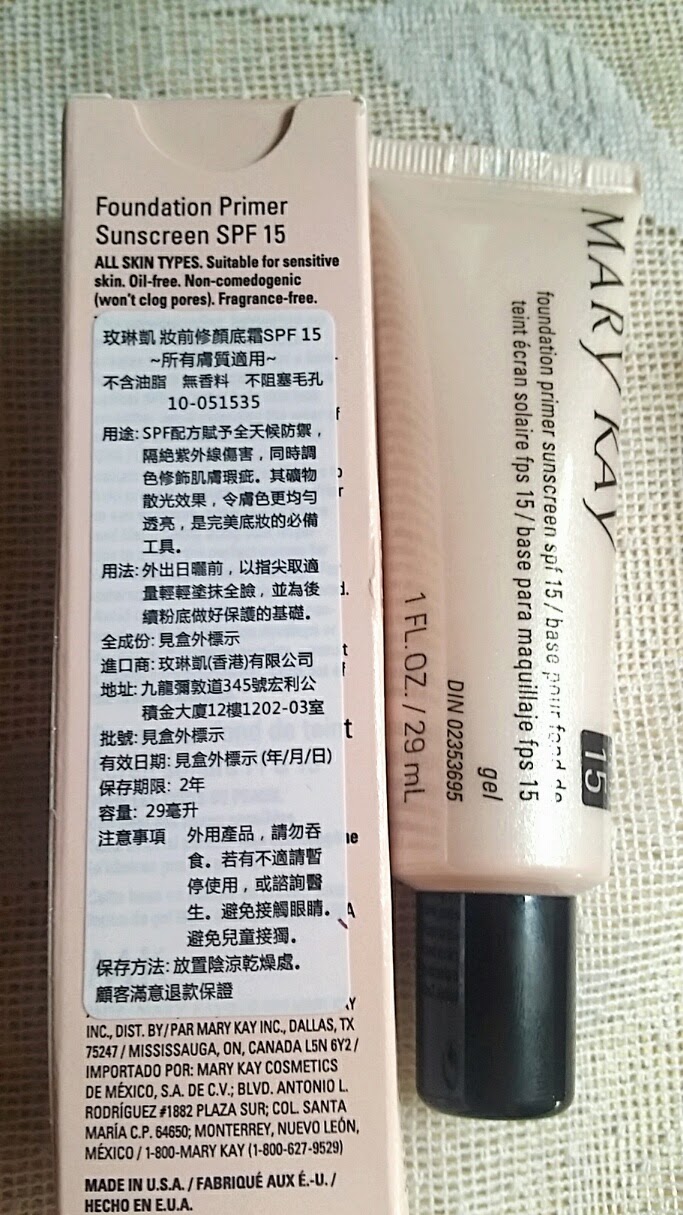 Foundation Primer
Sunscreen SPF 15
ALL SKIN TYPES. Suitable for sensitive
skin. Oil-free. Non-comedogenic
(won't clog pores). Fragrance-free.
玫琳凱 妝前修顏底霜SPF 15
~所有膚質適用~
不含油脂 無香料 不阻塞毛孔
10-051535
用途: SPF配方賦予全天候防禦，
隔絶紫外線傷害，同時調
色修飾肌膚瑕疵。其礦物
散光效果，令膚色更均勻
透亮，是完美底妝的必備
工具。
用法: 外出日曬前，以指尖取適
量輕輕塗抹全臉，並為後
續粉底做好保護的基礎。
全成份: 見盒外標示
進口商: 玫琳凱(香港)有限公司
地址: 九龍彌敦道345號宏利公
積金大廈12樓1202-03室
批號: 見盒外標示
有效日期: 見盒外標示 (年/月/日)
保存期限: 2年
容量: 29毫升
注意事項 外用產品，請勿吞
食。若有不適請暫
停使用，或諮詢醫
生。避免接觸眼睛。
避免兒童接獨。
保存方法: 放置陰涼乾燥處。
顧客滿意退款保證
INC., DIST. BY/PAR MARY KAY INC., DALLAS, TX
75247 / MISSISSAUGA, ON, CANADA L5N 6Y2 /
IMPORTADO POR: MARY KAY COSMETICS
DE MÉXICO, S.A. DE C.V.; BLVD. ANTONIO L.
RODRÍGUEZ #1882 PLAZA SUR; COL. SANTA
MARÍA C.P. 64650; MONTERREY, NUEVO LEÓN,
MÉXICO / 1-800-MARY KAY (1-800-627-9529)
MADE IN U.S.A. / FABRIQUÉ AUX É.-U. /
HECHO EN E.U.A.
MARY KAY
foundation primer sunscreen spf 15 / base pour fond de
teint écran solaire fps 15 / base para maquillaje fps 15
15
gel
DIN 02353695
1 FL.OZ. / 29 mL